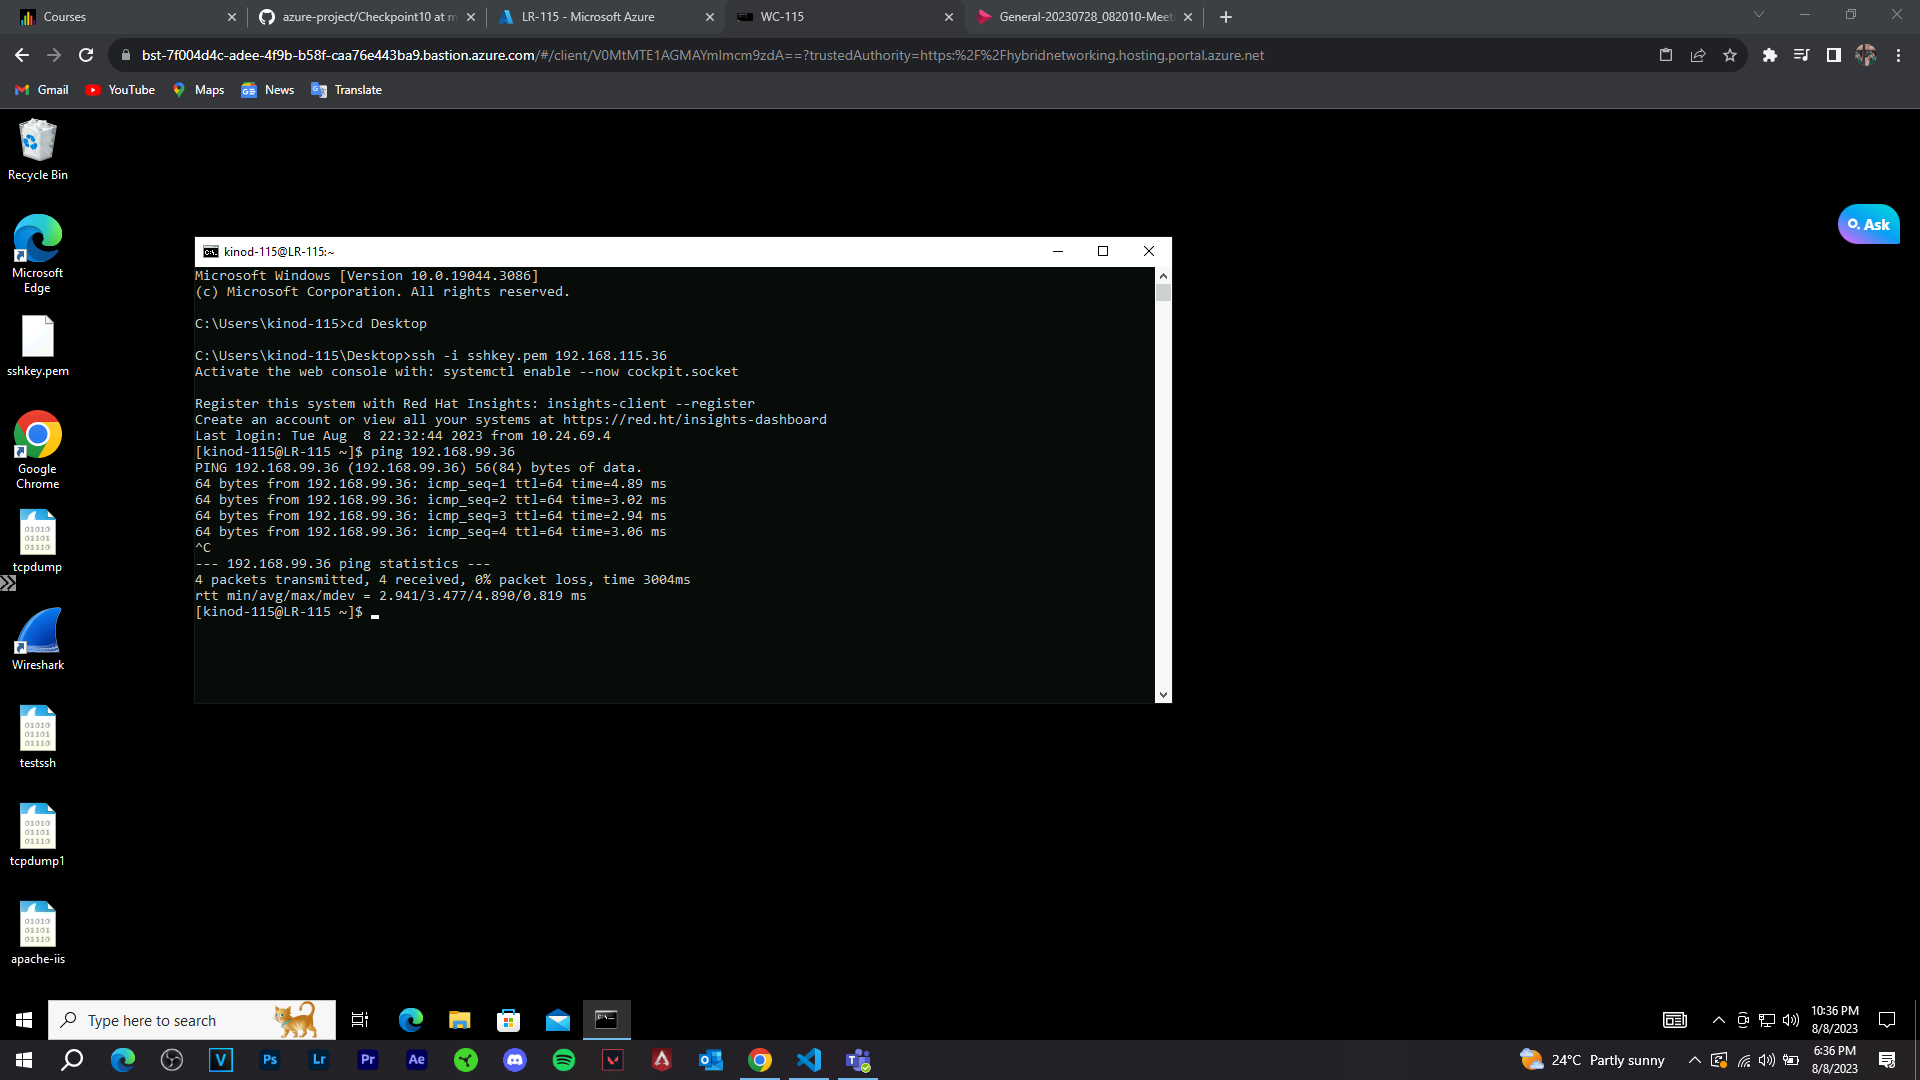 Courses
azure-project/Checkpoint10 at m
LR-115 - Microsoft Azure
WC-115
General-20230728_082010-Meet
bst-7f004d4c-adee-4f9b-b58f-caa76e443ba9.bastion.azure.com/#/client/V0MtMTE1AGMAYmlmcm9zdA==?trustedAuthority=https:%2F%2Fhybridnetworking.hosting.portal.azure.net
Gmail
YouTube
Maps
News
Translate
Recycle Bin
Microsoft
Edge
sshkey.pem
Google
Chrome
tcpdump
Wireshark
testssh
tcpdump1
apache-iis
Ask
kinod-115@LR-115:~
Microsoft Windows [Version 10.0.19044.3086]
(c) Microsoft Corporation. All rights reserved.
C:\Users\kinod-115>cd Desktop
C:\Users\kinod-115\Desktop>ssh -i sshkey.pem 192.168.115.36
Activate the web console with: systemctl enable --now cockpit.socket
Register this system with Red Hat Insights: insights-client --register
Create an account or view all your systems at https://red.ht/insights-dashboard
Last login: Tue Aug  8 22:32:44 2023 from 10.24.69.4
[kinod-115@LR-115 ~]$ ping 192.168.99.36
PING 192.168.99.36 (192.168.99.36) 56(84) bytes of data.
64 bytes from 192.168.99.36: icmp_seq=1 ttl=64 time=4.89 ms
64 bytes from 192.168.99.36: icmp_seq=2 ttl=64 time=3.02 ms
64 bytes from 192.168.99.36: icmp_seq=3 ttl=64 time=2.94 ms
64 bytes from 192.168.99.36: icmp_seq=4 ttl=64 time=3.06 ms
^C
--- 192.168.99.36 ping statistics ---
4 packets transmitted, 4 received, 0% packet loss, time 3004ms
rtt min/avg/max/mdev = 2.941/3.477/4.890/0.819 ms
[kinod-115@LR-115 ~]$
Type here to search
10:36 PM
8/8/2023
V
Ps
Lr
Pr
Ae
24°C Partly sunny
6:36 PM
8/8/2023